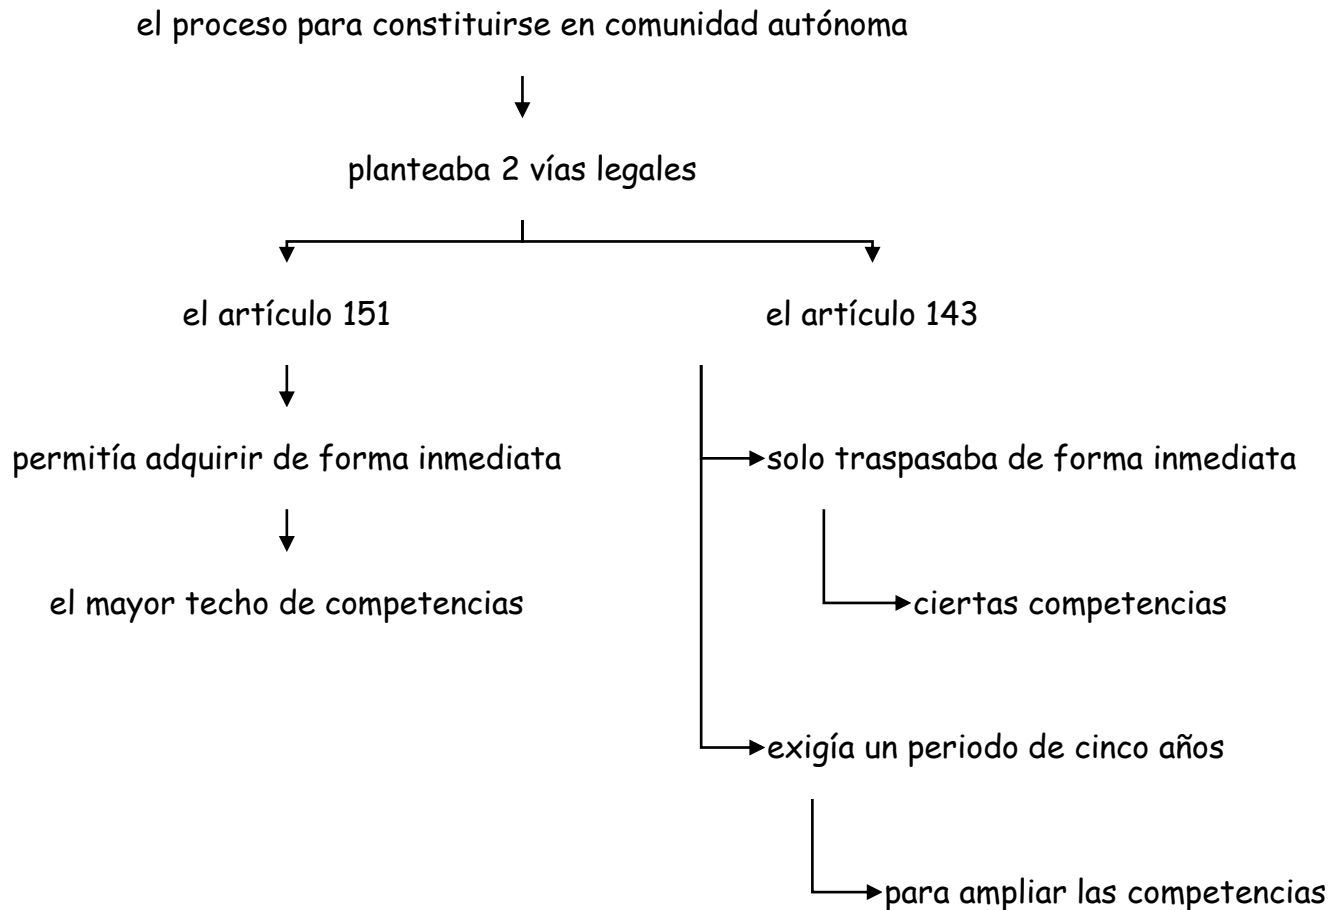 el proceso para constituirse en comunidad autónoma
planteaba 2 vías legales
el artículo 151
permitía adquirir de forma inmediata
el mayor techo de competencias
el artículo 143
solo traspasaba de forma inmediata
ciertas competencias
exigía un periodo de cinco años
para ampliar las competencias